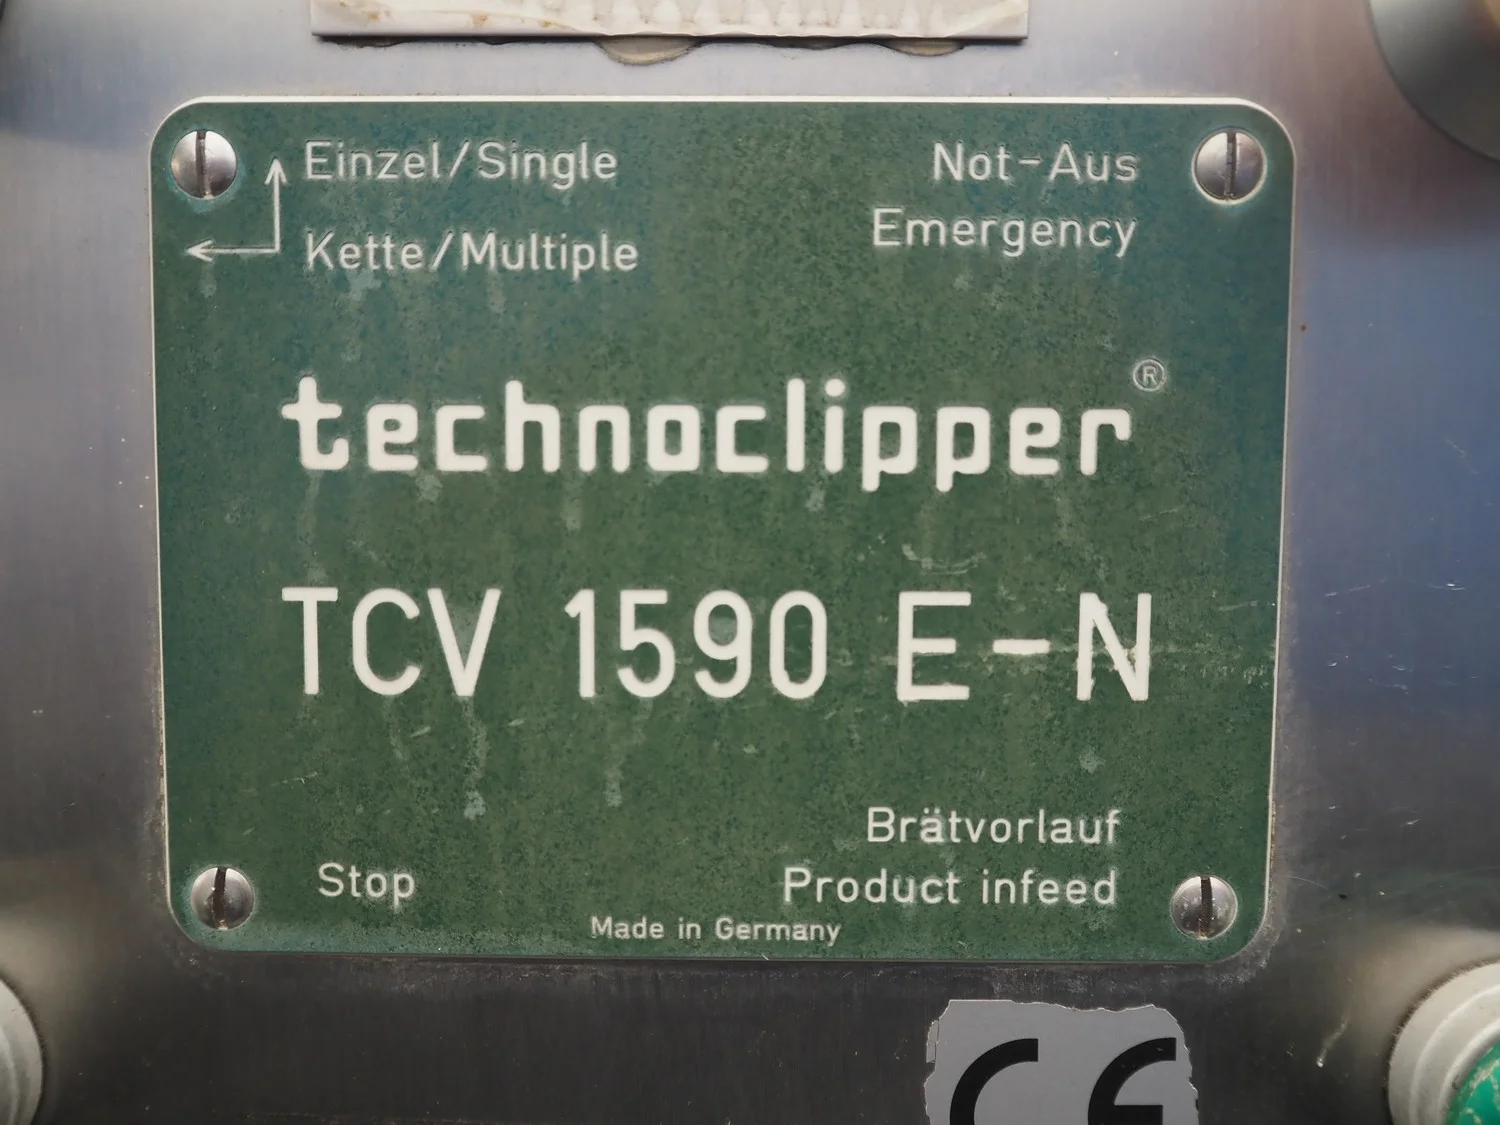 Einzel/Single
Kette/Multiple
Not-Aus
Emergency
technoclipper®
TCV 1590 E-N
Brätvorlauf
Product infeed
Stop
Made in Germany
CE